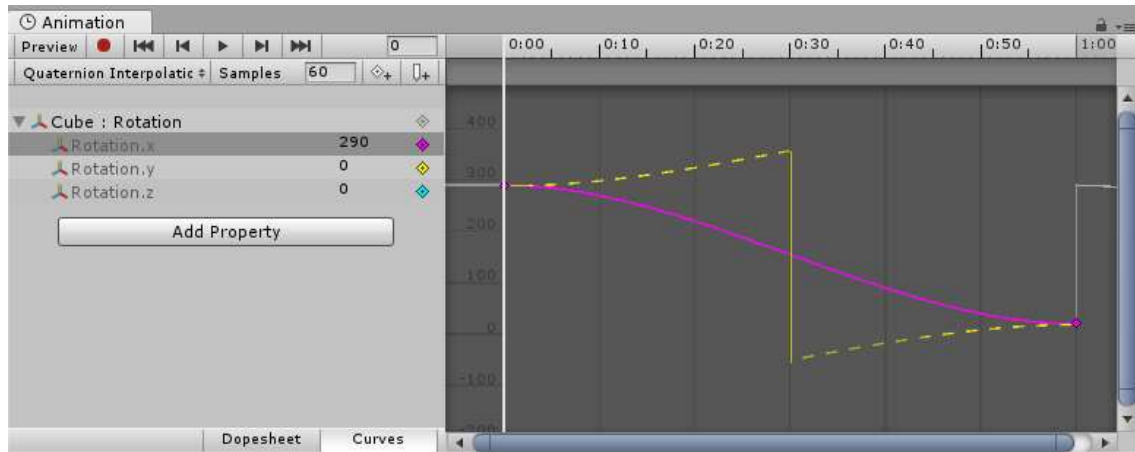 Animation
Preview 0 0:00 0:10 0:20 0:30 0:40 0:50 1:00
Quaternion Interpolatic Samples 60
Cube : Rotation
Rotation.x 290
Rotation.y 0
Rotation.z 0
Add Property
400
300
200
100
0
-100
-200
Dopesheet Curves